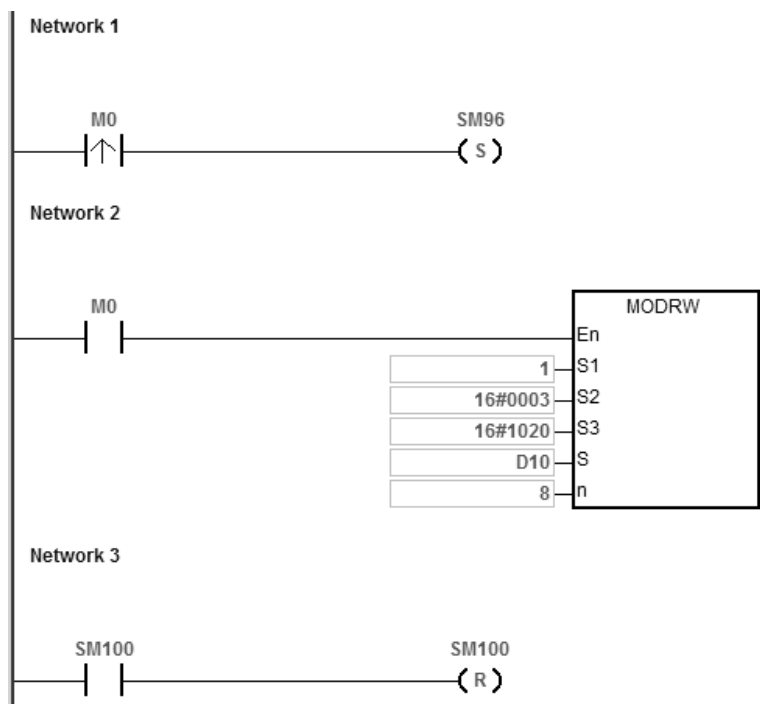 Network 1
M0
SM96
S
Network 2
M0
MODRW
En
1
S1
16#0003
S2
16#1020
S3
D10
S
8
n
Network 3
SM100
SM100
R